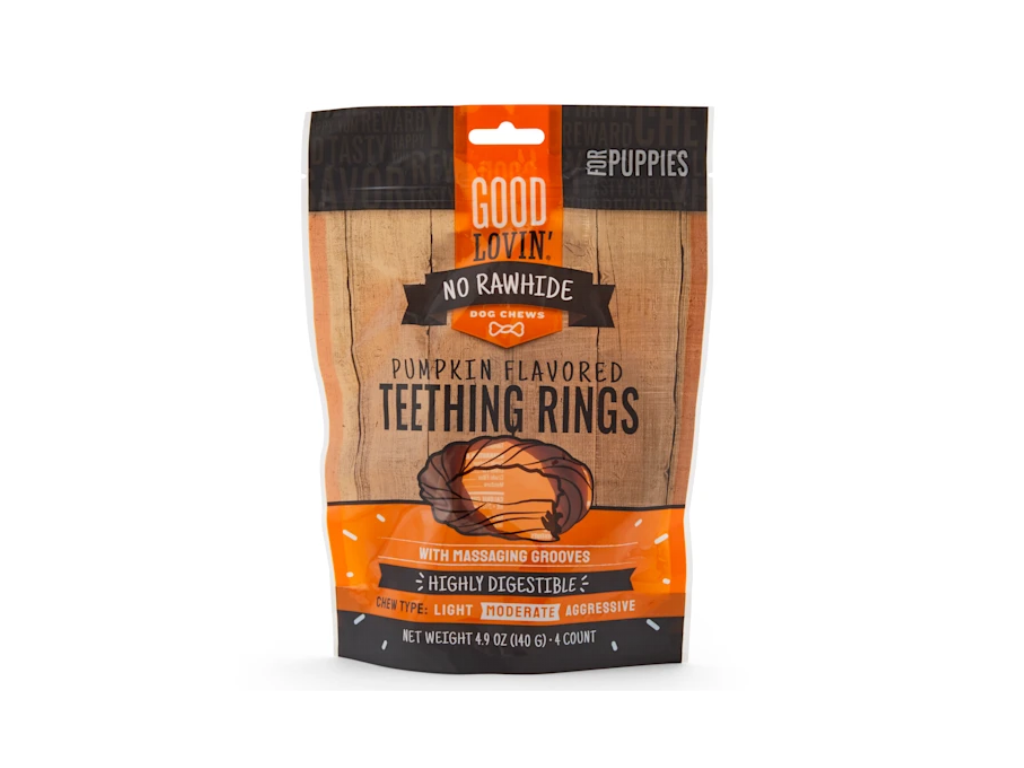 FOR PUPPIES
GOOD
LOVIN'®
NO RAWHIDE
DOG CHEWS
PUMPKIN FLAVORED
TEETHING RINGS
WITH MASSAGING GROOVES
HIGHLY DIGESTIBLE
CHEW TYPE: LIGHT MODERATE AGGRESSIVE
NET WEIGHT 4.9 OZ (140 G) • 4 COUNT